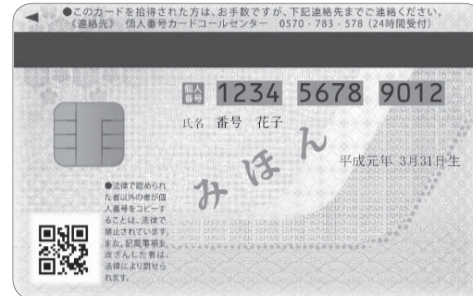 ●このカードを拾得された方は、お手数ですが、下記連絡先までご連絡ください。
《連絡先》 個人番号カードコールセンター 0570-783-578 (24時間受付)
個人番号 1234 5678 9012
氏名 番号 花子
平成元年 3月31日生
みほん
●法律で認められ
た者以外の者が個
人番号をコピーす
ることは、法律で
禁止されています。
また、記載事項を
改ざんした者は、
法律により罰せら
れます。